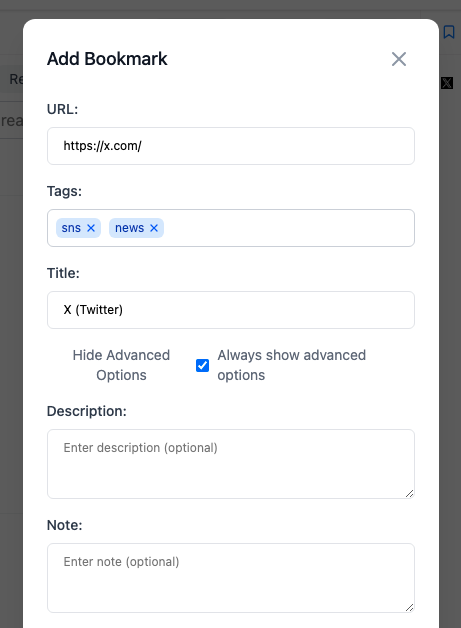 Add Bookmark
Re
URL:
rea
https://x.com/
Tags:
sns ✕ news ✕
Title:
X (Twitter)
Hide Advanced
Options
Always show advanced
options
Description:
Enter description (optional)
Note:
Enter note (optional)